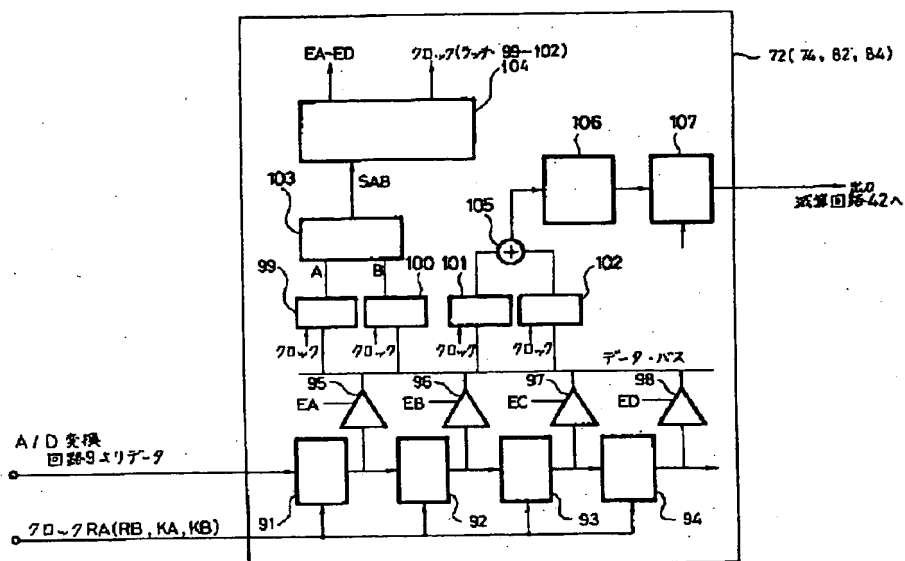 EA-ED
クロック(ラッチ 99-102)
104
72(74, 82, 84)
106
107
103
SAB
出力
減算回路42へ
105
A
B
99
100
101
102
クロック
クロック
クロック
クロック
データ・バス
95
96
97
98
EA
EB
EC
ED
A/D 変換
回路9よりデータ
91
92
93
94
クロックRA(RB, KA, KB)